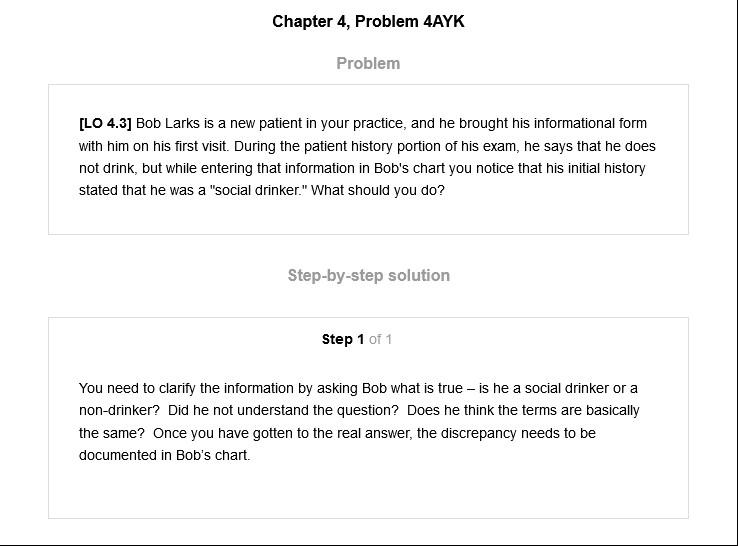 Chapter 4, Problem 4AYK
Problem
[LO 4.3] Bob Larks is a new patient in your practice, and he brought his informational form
with him on his first visit. During the patient history portion of his exam, he says that he does
not drink, but while entering that information in Bob's chart you notice that his initial history
stated that he was a "social drinker." What should you do?
Step-by-step solution
Step 1 of 1
You need to clarify the information by asking Bob what is true – is he a social drinker or a
non-drinker?  Did he not understand the question?  Does he think the terms are basically
the same?  Once you have gotten to the real answer, the discrepancy needs to be
documented in Bob’s chart.